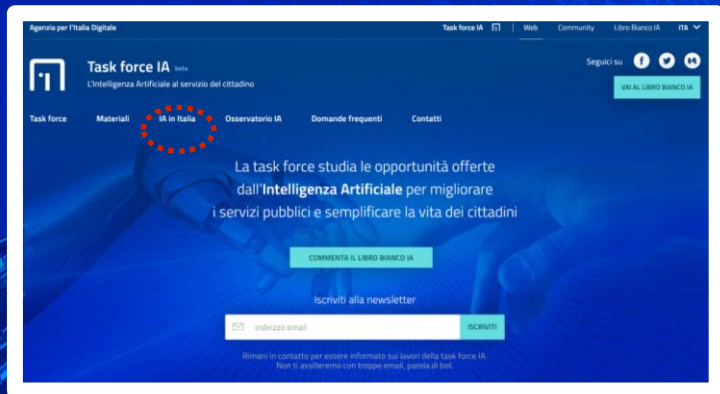 Agenzia per l'Italia Digitale
Task force IA | Web Community Libro Bianco IA ITA
Task force IA beta
L'Intelligenza Artificiale al servizio del cittadino
Seguici su
VAI AL LIBRO BIANCO IA
Task force Materiali IA in Italia Osservatorio IA Domande frequenti Contatti
La task force studia le opportunità offerte
dall'Intelligenza Artificiale per migliorare
i servizi pubblici e semplificare la vita dei cittadini
COMMENTA IL LIBRO BIANCO IA
Iscriviti alla newsletter
indirizzo email
ISCRIVITI
Rimani in contatto per essere informato sui lavori della task force IA.
Non ti assilleremo con troppe email, parola di bot.